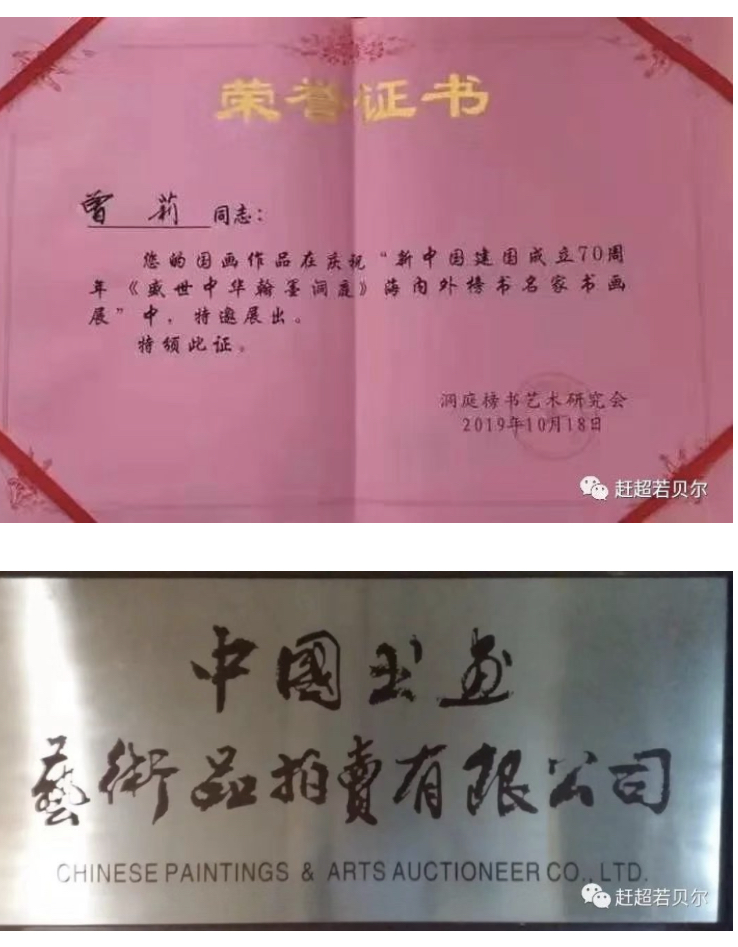 荣誉证书
曾莉 同志：
您的国画作品在庆祝“新中国建国成立70周
年《盛世中华翰墨洞庭》海内外榜书名家书画
展”中，特邀展出。
特颁此证。
洞庭榜书艺术研究会
2019年10月18日
赶超若贝尔
中國书画
藝術品拍賣有限公司
CHINESE PAINTINGS & ARTS AUCTIONEER CO., LTD.
赶超若贝尔